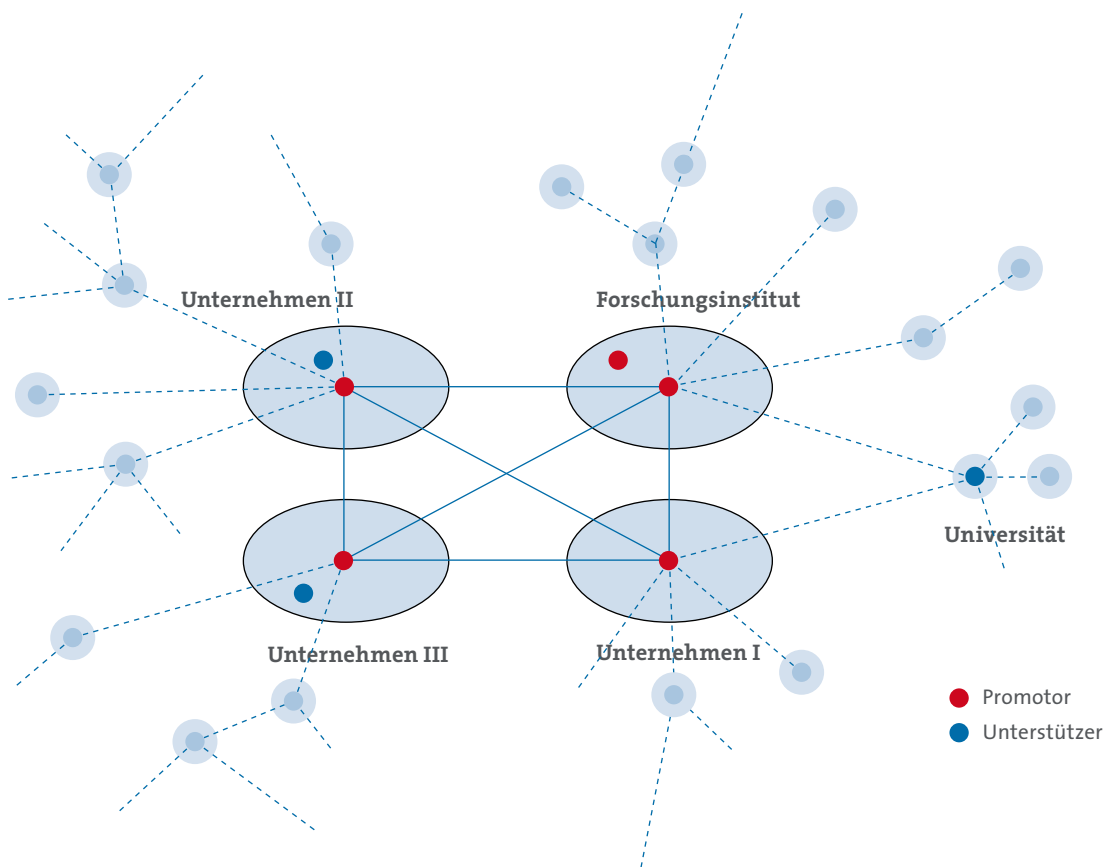 Unternehmen II
Forschungsinstitut
Universität
Unternehmen III
Unternehmen I
Promotor
Unterstützer